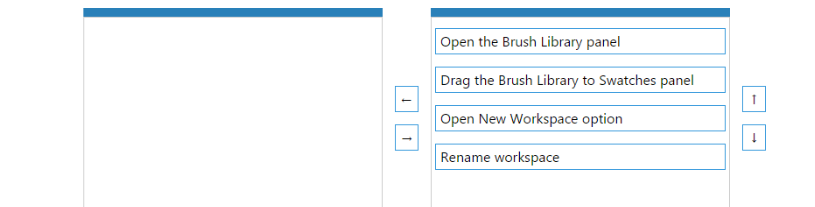 Open the Brush Library panel
Drag the Brush Library to Swatches panel
←
↑
Open New Workspace option
→
↓
Rename workspace